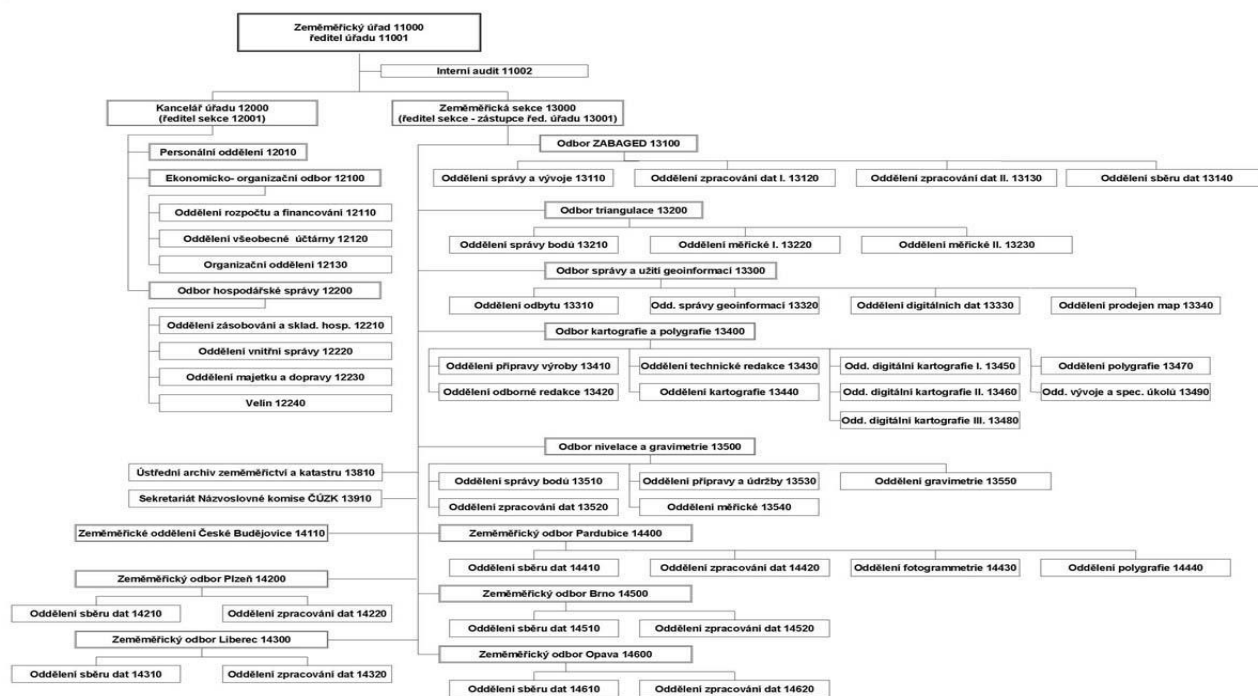 Zeměměřický úřad 11000
ředitel úřadu 11001
Interní audit 11002
Kancelář úřadu 12000
(ředitel sekce 12001)
Zeměměřická sekce 13000
(ředitel sekce - zástupce řed. úřadu 13001)
Personální oddělení 12010
Ekonomicko- organizační odbor 12100
Oddělení rozpočtu a financování 12110
Oddělení všeobecné účtárny 12120
Organizační oddělení 12130
Odbor hospodářské správy 12200
Oddělení zásobování a sklad. hosp. 12210
Oddělení vnitřní správy 12220
Oddělení majetku a dopravy 12230
Velín 12240
Odbor ZABAGED 13100
Oddělení správy a vývoje 13110
Oddělení zpracování dat I. 13120
Oddělení zpracování dat II. 13130
Oddělení sběru dat 13140
Odbor triangulace 13200
Oddělení správy bodů 13210
Oddělení měřické I. 13220
Oddělení měřické II. 13230
Odbor správy a užití geoinformací 13300
Oddělení odbytu 13310
Odd. správy geoinformací 13320
Oddělení digitálních dat 13330
Oddělení prodejen map 13340
Odbor kartografie a polygrafie 13400
Oddělení přípravy výroby 13410
Oddělení technické redakce 13430
Odd. digitální kartografie I. 13450
Oddělení polygrafie 13470
Oddělení odborné redakce 13420
Oddělení kartografie 13440
Odd. digitální kartografie II. 13460
Odd. vývoje a spec. úkolů 13490
Odd. digitální kartografie III. 13480
Odbor nivelace a gravimetrie 13500
Oddělení správy bodů 13510
Oddělení přípravy a údržby 13530
Oddělení gravimetrie 13550
Oddělení zpracování dat 13520
Oddělení měřické 13540
Ústřední archiv zeměměřictví a katastru 13810
Sekretariát Názvoslovné komise ČÚZK 13910
Zeměměřické oddělení České Budějovice 14110
Zeměměřický odbor Pardubice 14400
Oddělení sběru dat 14410
Oddělení zpracování dat 14420
Oddělení fotogrammetrie 14430
Oddělení polygrafie 14440
Zeměměřický odbor Plzeň 14200
Oddělení sběru dat 14210
Oddělení zpracování dat 14220
Zeměměřický odbor Brno 14500
Oddělení sběru dat 14510
Oddělení zpracování dat 14520
Zeměměřický odbor Liberec 14300
Oddělení sběru dat 14310
Oddělení zpracování dat 14320
Zeměměřický odbor Opava 14600
Oddělení sběru dat 14610
Oddělení zpracování dat 14620